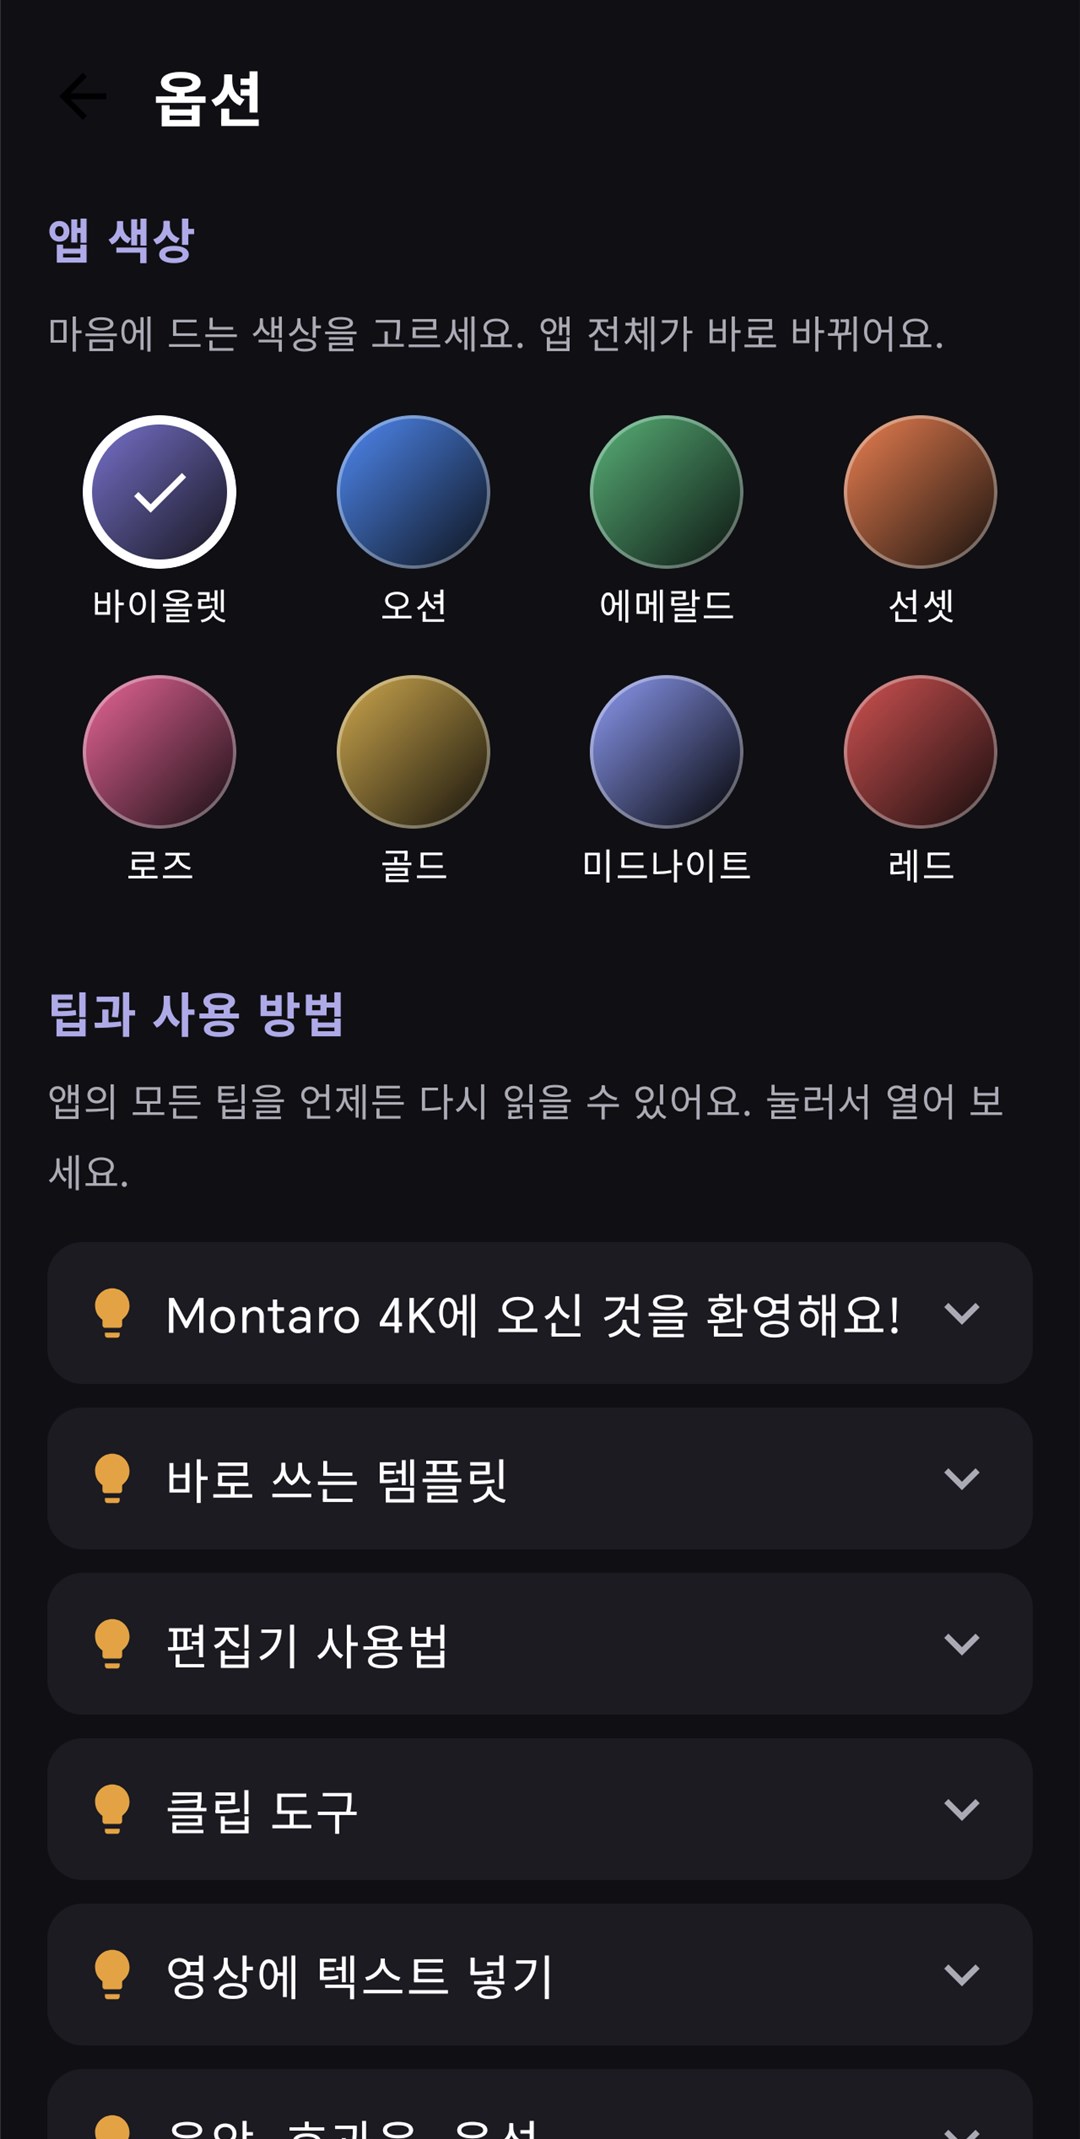 옵션
앱 색상
마음에 드는 색상을 고르세요. 앱 전체가 바로 바뀌어요.
바이올렛 오션 에메랄드 선셋
로즈 골드 미드나이트 레드
팁과 사용 방법
앱의 모든 팁을 언제든 다시 읽을 수 있어요. 눌러서 열어 보
세요.
Montaro 4K에 오신 것을 환영해요!
바로 쓰는 템플릿
편집기 사용법
클립 도구
영상에 텍스트 넣기